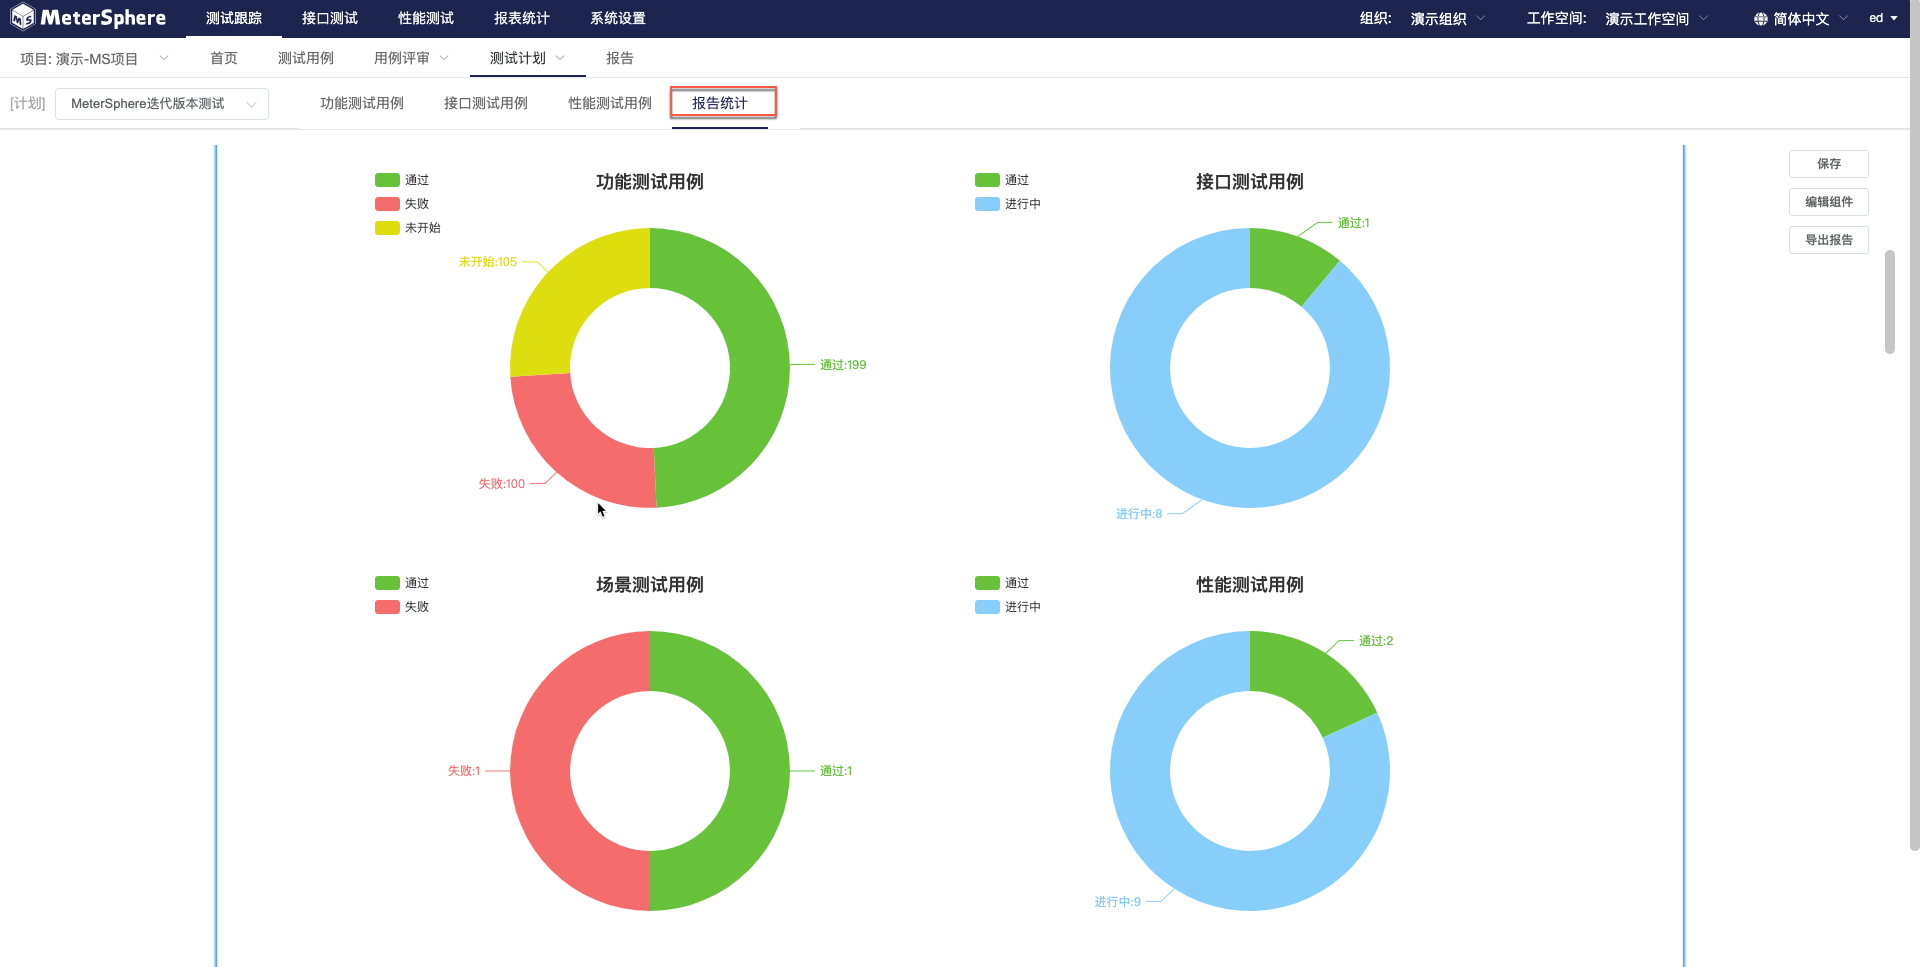 MeterSphere 测试跟踪 接口测试 性能测试 报表统计 系统设置 组织: 演示组织 工作空间: 演示工作空间 简体中文 ed
项目: 演示-MS项目 首页 测试用例 用例评审 测试计划 报告
[计划] MeterSphere迭代版本测试 功能测试用例 接口测试用例 性能测试用例 报告统计
保存
编辑组件
导出报告
功能测试用例
通过
失败
未开始
未开始:105
通过:199
失败:100
接口测试用例
通过
进行中
通过:1
进行中:8
场景测试用例
通过
失败
失败:1
通过:1
性能测试用例
通过
进行中
通过:2
进行中:9